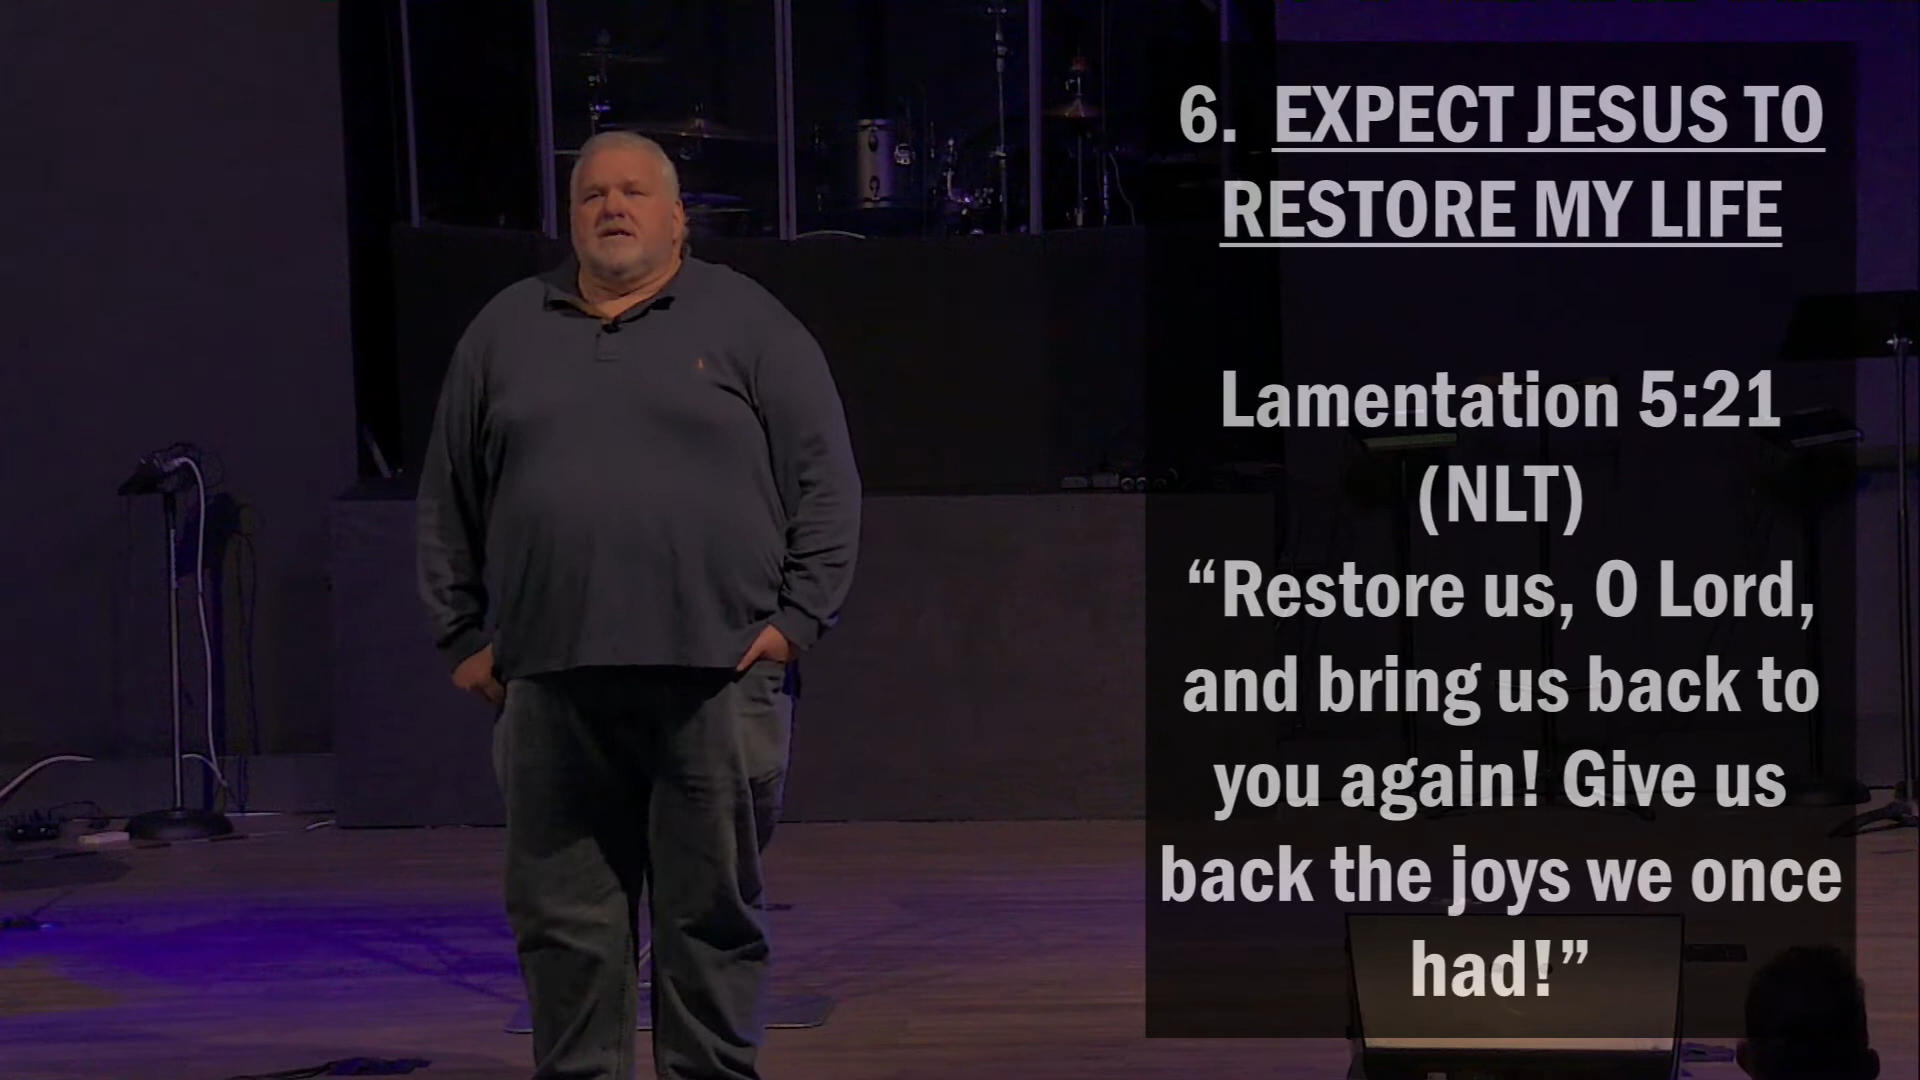 6. EXPECT JESUS TO
RESTORE MY LIFE
Lamentation 5:21
(NLT)
“Restore us, O Lord,
and bring us back to
you again! Give us
back the joys we once
had!”